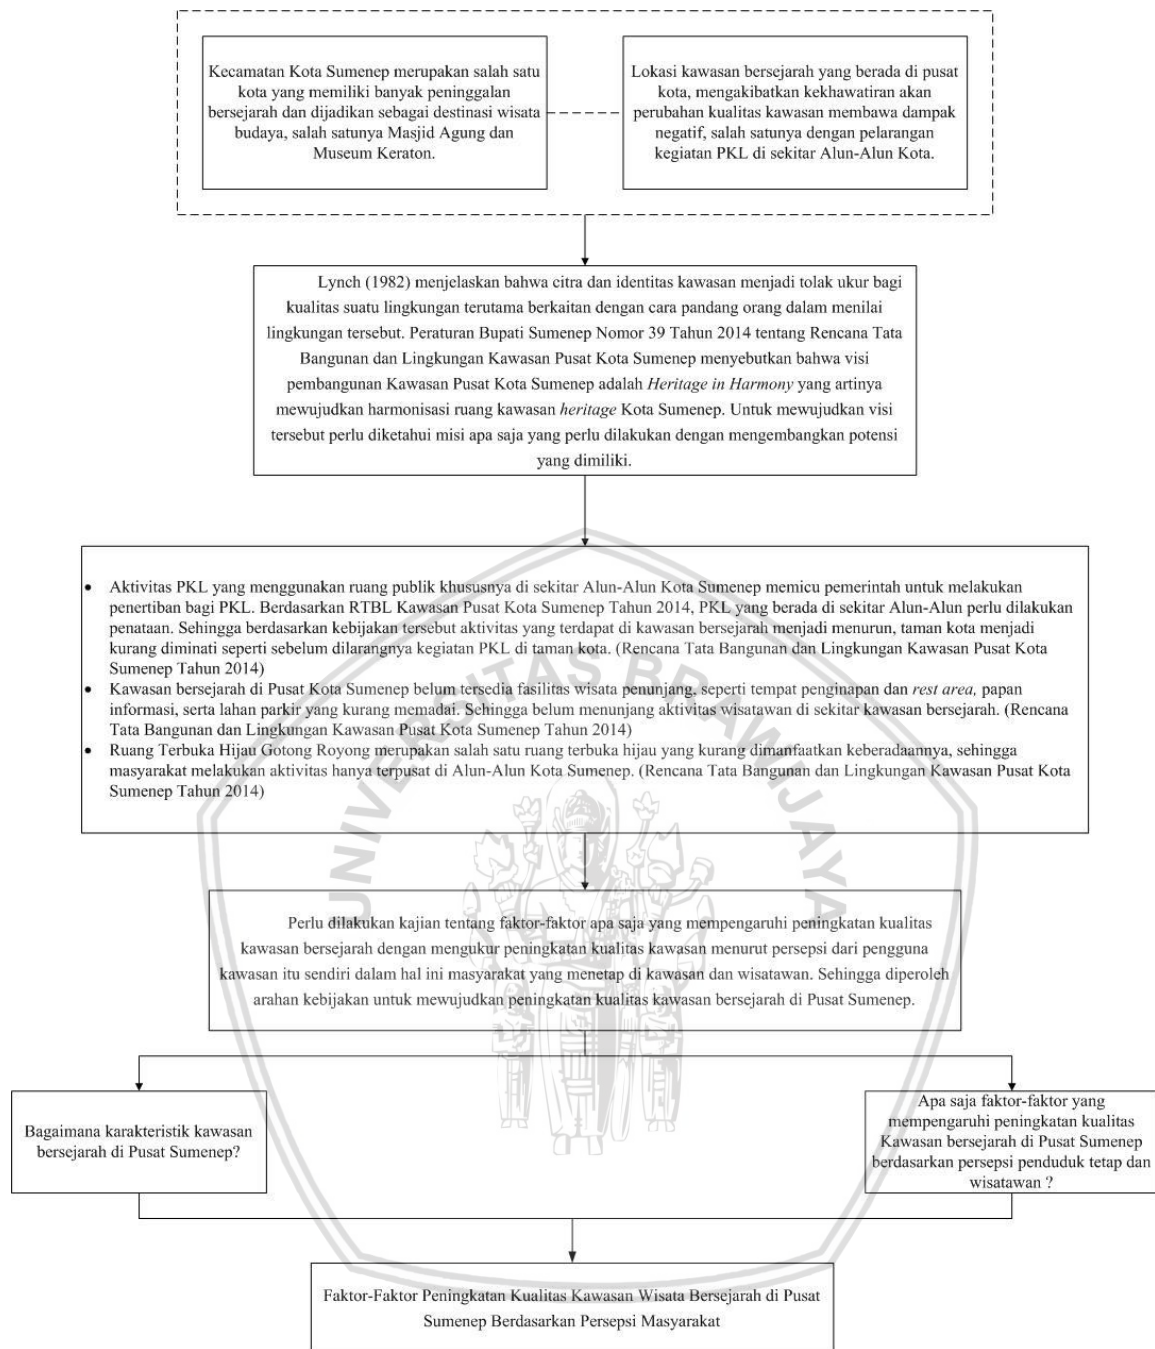 Kecamatan Kota Sumenep merupakan salah satu
kota yang memiliki banyak peninggalan
bersejarah dan dijadikan sebagai destinasi wisata
budaya, salah satunya Masjid Agung dan
Museum Keraton.
Lokasi kawasan bersejarah yang berada di pusat
kota, mengakibatkan kekhawatiran akan
perubahan kualitas kawasan membawa dampak
negatif, salah satunya dengan pelarangan
kegiatan PKL di sekitar Alun-Alun Kota.
Lynch (1982) menjelaskan bahwa citra dan identitas kawasan menjadi tolak ukur bagi
kualitas suatu lingkungan terutama berkaitan dengan cara pandang orang dalam menilai
lingkungan tersebut. Peraturan Bupati Sumenep Nomor 39 Tahun 2014 tentang Rencana Tata
Bangunan dan Lingkungan Kawasan Pusat Kota Sumenep menyebutkan bahwa visi
pembangunan Kawasan Pusat Kota Sumenep adalah Heritage in Harmony yang artinya
mewujudkan harmonisasi ruang kawasan heritage Kota Sumenep. Untuk mewujudkan visi
tersebut perlu diketahui misi apa saja yang perlu dilakukan dengan mengembangkan potensi
yang dimiliki.
• Aktivitas PKL yang menggunakan ruang publik khususnya di sekitar Alun-Alun Kota Sumenep memicu pemerintah untuk melakukan
penertiban bagi PKL. Berdasarkan RTBL Kawasan Pusat Kota Sumenep Tahun 2014, PKL yang berada di sekitar Alun-Alun perlu dilakukan
penataan. Sehingga berdasarkan kebijakan tersebut aktivitas yang terdapat di kawasan bersejarah menjadi menurun, taman kota menjadi
kurang diminati seperti sebelum dilarangnya kegiatan PKL di taman kota. (Rencana Tata Bangunan dan Lingkungan Kawasan Pusat Kota
Sumenep Tahun 2014)
• Kawasan bersejarah di Pusat Kota Sumenep belum tersedia fasilitas wisata penunjang, seperti tempat penginapan dan rest area, papan
informasi, serta lahan parkir yang kurang memadai. Sehingga belum menunjang aktivitas wisatawan di sekitar kawasan bersejarah. (Rencana
Tata Bangunan dan Lingkungan Kawasan Pusat Kota Sumenep Tahun 2014)
• Ruang Terbuka Hijau Gotong Royong merupakan salah satu ruang terbuka hijau yang kurang dimanfaatkan keberadaannya, sehingga
masyarakat melakukan aktivitas hanya terpusat di Alun-Alun Kota Sumenep. (Rencana Tata Bangunan dan Lingkungan Kawasan Pusat Kota
Sumenep Tahun 2014)
UNIVERSITAS BRAWIJAYA
Perlu dilakukan kajian tentang faktor-faktor apa saja yang mempengaruhi peningkatan kualitas
kawasan bersejarah dengan mengukur peningkatan kualitas kawasan menurut persepsi dari pengguna
kawasan itu sendiri dalam hal ini masyarakat yang menetap di kawasan dan wisatawan. Sehingga diperoleh
arahan kebijakan untuk mewujudkan peningkatan kualitas kawasan bersejarah di Pusat Sumenep.
Bagaimana karakteristik kawasan
bersejarah di Pusat Sumenep?
Apa saja faktor-faktor yang
mempengaruhi peningkatan kualitas
Kawasan bersejarah di Pusat Sumenep
berdasarkan persepsi penduduk tetap dan
wisatawan ?
Faktor-Faktor Peningkatan Kualitas Kawasan Wisata Bersejarah di Pusat
Sumenep Berdasarkan Persepsi Masyarakat